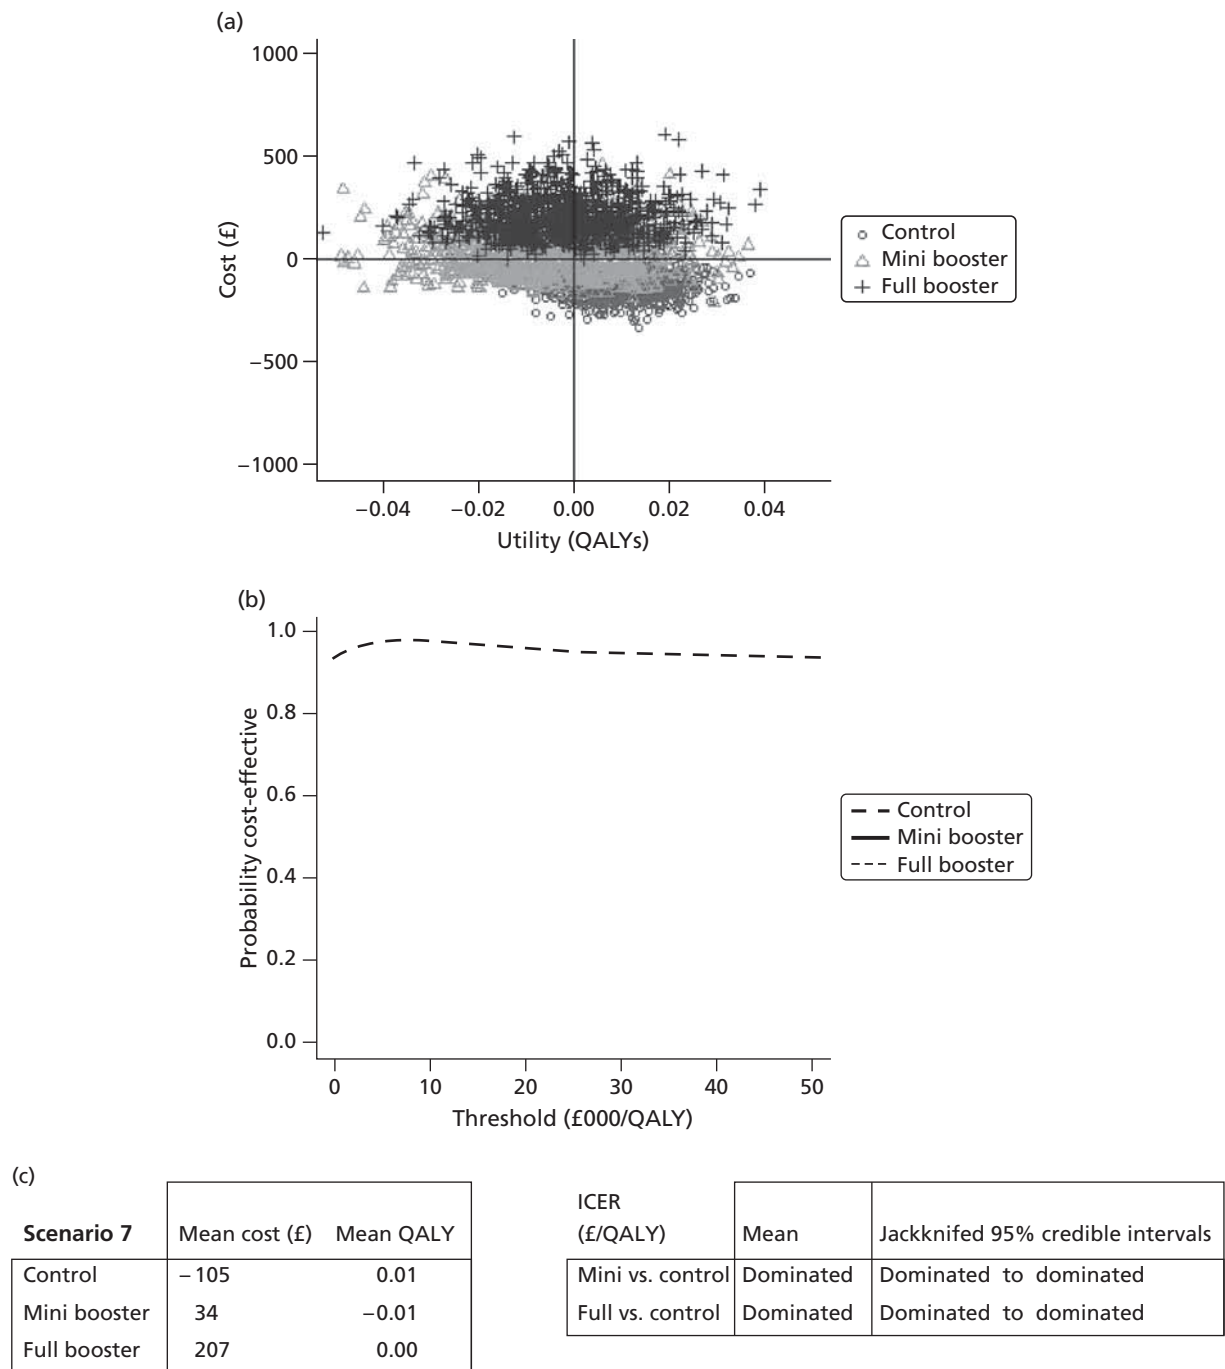 (a)
1000
500
0
−500
−1000
Cost (£)
−0.04 −0.02 0.00 0.02 0.04
Utility (QALYs)
Control
Mini booster
Full booster
(b)
1.0
0.8
0.6
0.4
0.2
0.0
Probability cost-effective
0 10 20 30 40 50
Threshold (£000/QALY)
Control
Mini booster
Full booster
(c)
Scenario 7 Mean cost (£) Mean QALY
Control −105 0.01
Mini booster 34 −0.01
Full booster 207 0.00
ICER
(£/QALY) Mean Jackknifed 95% credible intervals
Mini vs. control Dominated Dominated to dominated
Full vs. control Dominated Dominated to dominated